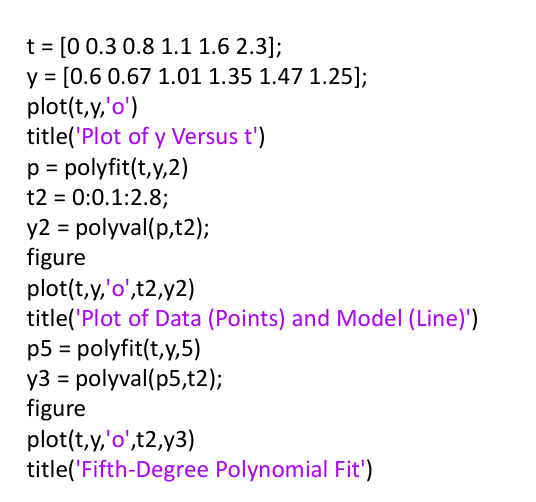 t = [0 0.3 0.8 1.1 1.6 2.3];
y = [0.6 0.67 1.01 1.35 1.47 1.25];
plot(t,y,'o')
title('Plot of y Versus t')
p = polyfit(t,y,2)
t2 = 0:0.1:2.8;
y2 = polyval(p,t2);
figure
plot(t,y,'o',t2,y2)
title('Plot of Data (Points) and Model (Line)')
p5 = polyfit(t,y,5)
y3 = polyval(p5,t2);
figure
plot(t,y,'o',t2,y3)
title('Fifth-Degree Polynomial Fit')